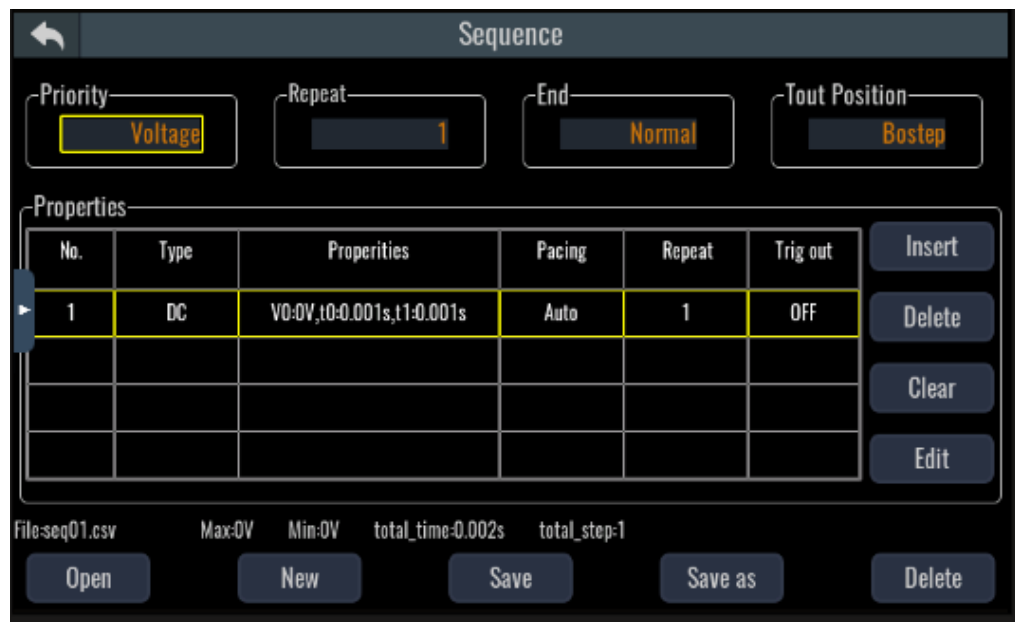 Sequence
Priority Repeat End Tout Position
Voltage 1 Normal Bostep
Properties
No. Type Properities Pacing Repeat Trig out Insert
1 DC V0:0V,t0:0.001s,t1:0.001s Auto 1 OFF Delete
Clear
Edit
File:seq01.csv Max:0V Min:0V total_time:0.002s total_step:1
Open New Save Save as Delete